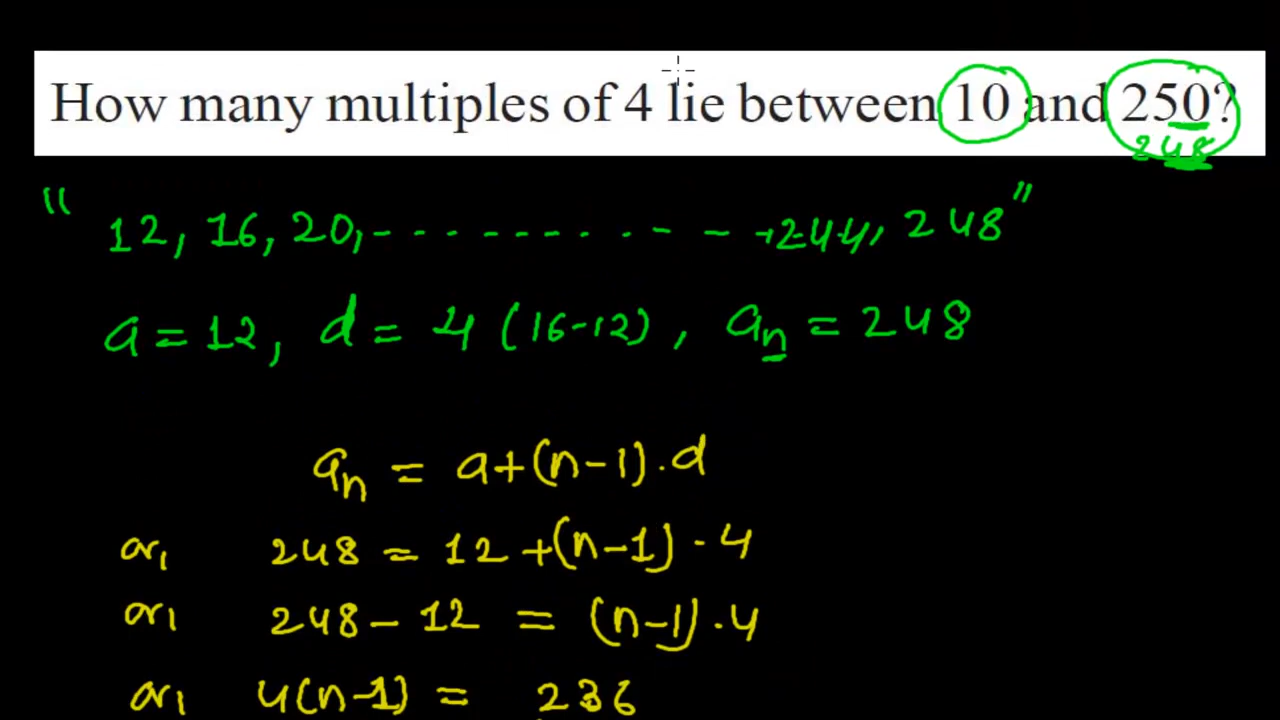 How many multiples of 4 lie between 10 and 250?
248
" 12, 16, 20, - - - - - - - - - - - , 244, 248 "
a = 12, d = 4 (16-12), an = 248
an = a+(n-1).d
or, 248 = 12 +(n-1) . 4
or, 248 - 12 = (n-1) . 4
or, 4(n-1) = 236